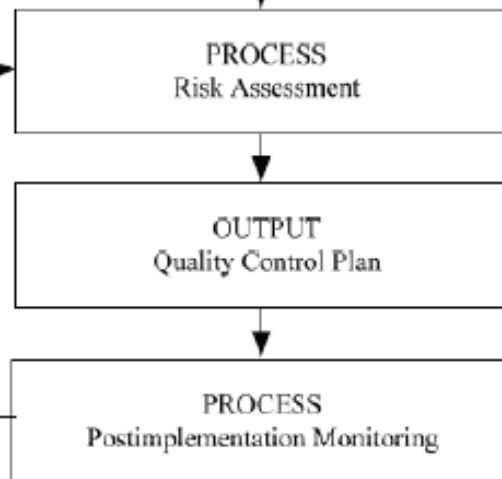 PROCESS
Risk Assessment
OUTPUT
Quality Control Plan
PROCESS
Postimplementation Monitoring